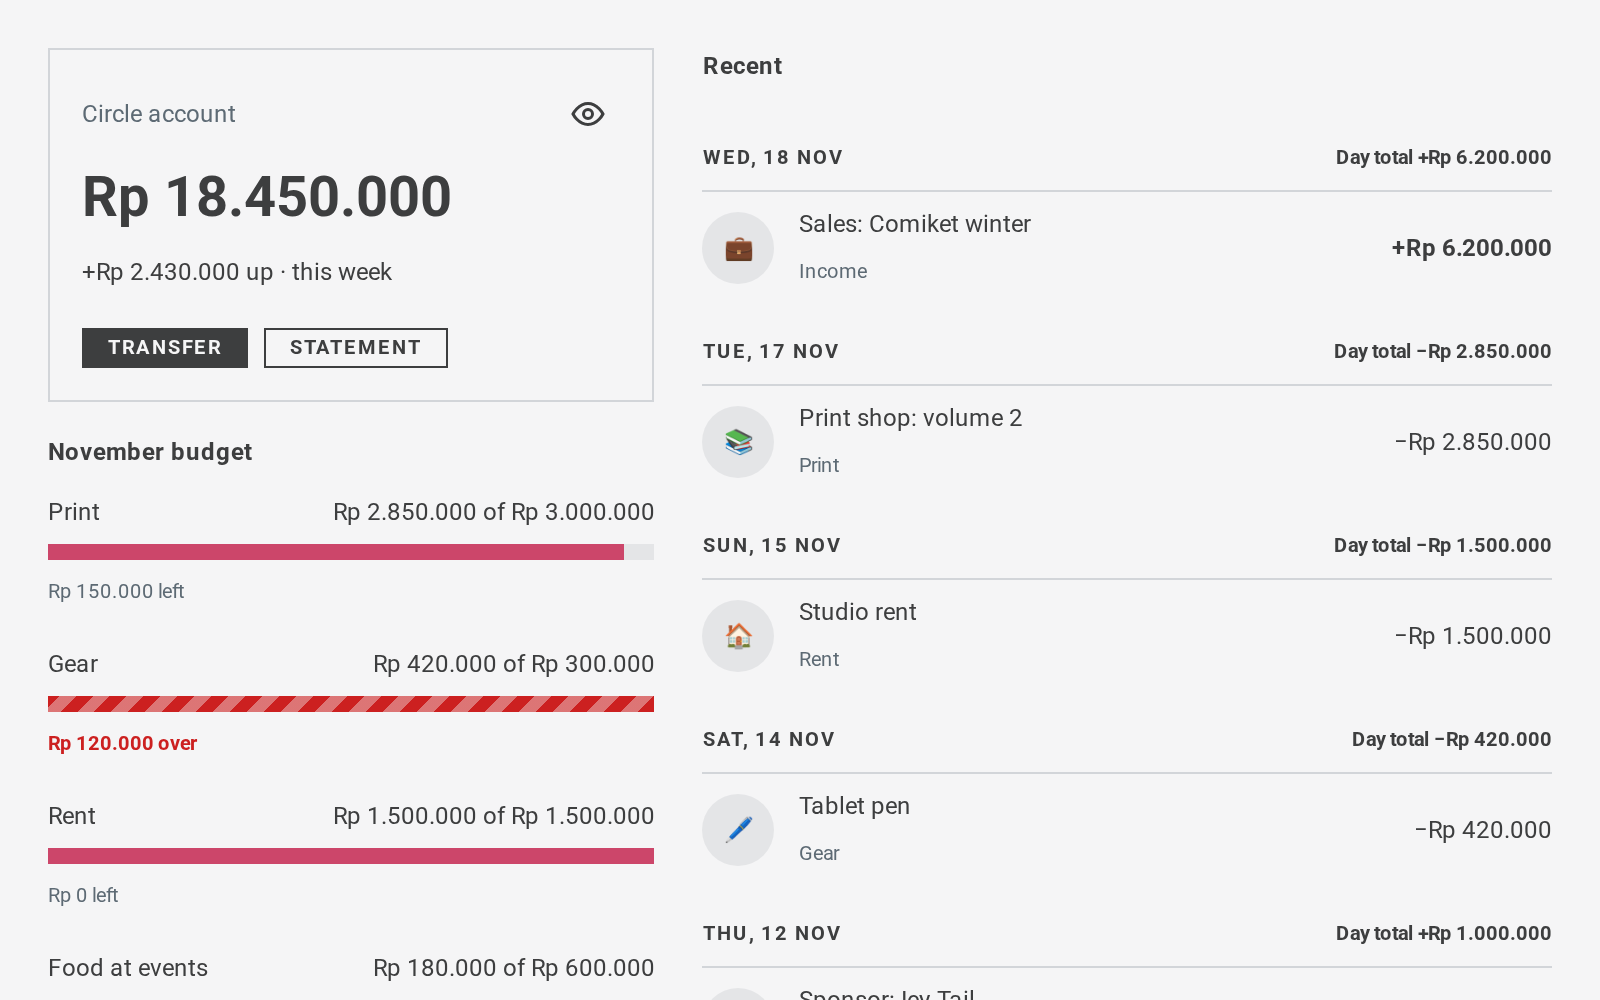 Circle account
Rp 18.450.000
+Rp 2.430.000 up · this week
TRANSFER
STATEMENT
November budget
Print
Rp 2.850.000 of Rp 3.000.000
Rp 150.000 left
Gear
Rp 420.000 of Rp 300.000
Rp 120.000 over
Rent
Rp 1.500.000 of Rp 1.500.000
Rp 0 left
Food at events
Rp 180.000 of Rp 600.000
Recent
WED, 18 NOV
Day total +Rp 6.200.000
Sales: Comiket winter
Income
+Rp 6.200.000
TUE, 17 NOV
Day total −Rp 2.850.000
Print shop: volume 2
Print
−Rp 2.850.000
SUN, 15 NOV
Day total −Rp 1.500.000
Studio rent
Rent
−Rp 1.500.000
SAT, 14 NOV
Day total −Rp 420.000
Tablet pen
Gear
−Rp 420.000
THU, 12 NOV
Day total +Rp 1.000.000
Sponsor: